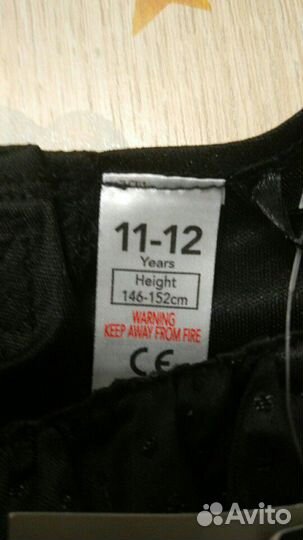 11-12
Years
Height
146-152cm
WARNING
KEEP AWAY FROM FIRE
CE
Avito